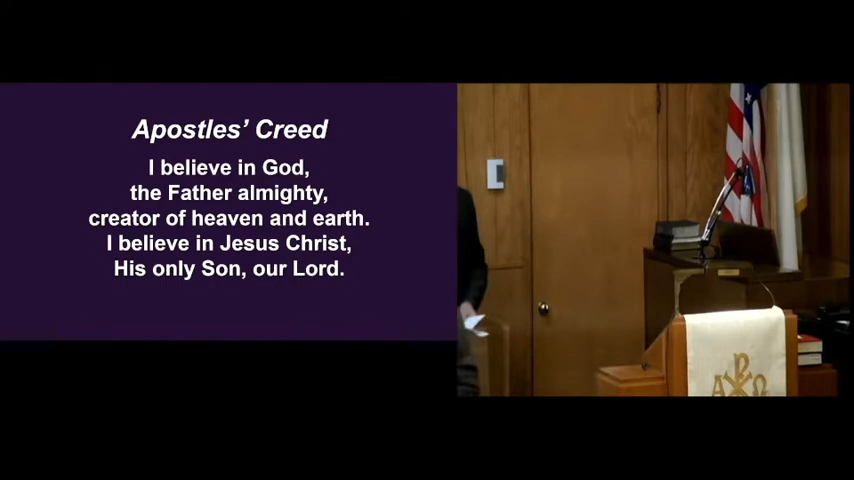 Apostles’ Creed
I believe in God,
the Father almighty,
creator of heaven and earth.
I believe in Jesus Christ,
His only Son, our Lord.
Α Ω